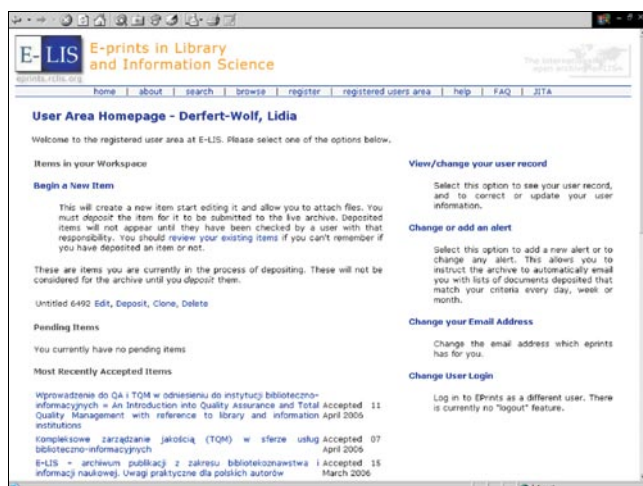 E-LIS
E-prints in Library
and Information Science
eprints.rclis.org
home | about | search | browse | register | registered users area | help | FAQ | JITA
User Area Homepage - Derfert-Wolf, Lidia
Welcome to the registered user area at E-LIS. Please select one of the options below.
Items in your Workspace
Begin a New Item
This will create a new item start editing it and allow you to attach files. You
must deposit the item for it to be submitted to the live archive. Deposited
items will not appear until they have been checked by a user with that
responsibility. You should review your existing items if you can't remember if
you have deposited an item or not.
These are items you are currently in the process of depositing. These will not be
considered for the archive until you deposit them.
Untitled 6492 Edit, Deposit, Clone, Delete
Pending Items
You currently have no pending items
Most Recently Accepted Items
Wprowadzenie do QA i TQM w odniesieniu do instytucji biblioteczno-
informacyjnych = An Introduction into Quality Assurance and Total
Quality Management with reference to library and information
institutions
Accepted 11
April 2006
Kompleksowe zarządzanie jakością (TQM) w sferze usług
biblioteczno-informacyjnych
Accepted 07
April 2006
E-LIS - archiwum publikacji z zakresu bibliotekoznawstwa i
informacji naukowej. Uwagi praktyczne dla polskich autorów
Accepted 15
March 2006
View/change your user record
Select this option to see your user record,
and to correct or update your user
information.
Change or add an alert
Select this option to add a new alert or to
change any alert. This allows you to
instruct the archive to automatically email
you with lists of documents deposited that
match your criteria every day, week or
month.
Change your Email Address
Change the email address which eprints
has for you.
Change User Login
Log in to EPrints as a different user. There
is currently no "logout" feature.